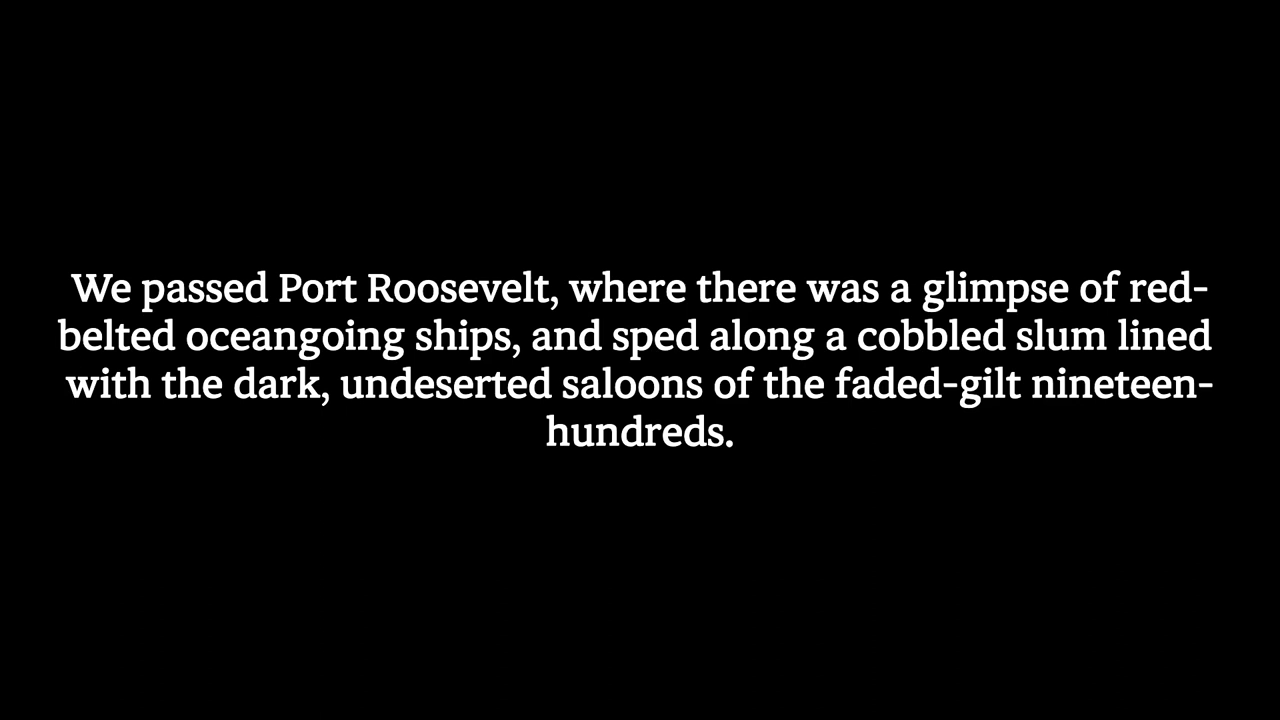 We passed Port Roosevelt, where there was a glimpse of red-
belted oceangoing ships, and sped along a cobbled slum lined
with the dark, undeserted saloons of the faded-gilt nineteen-
hundreds.